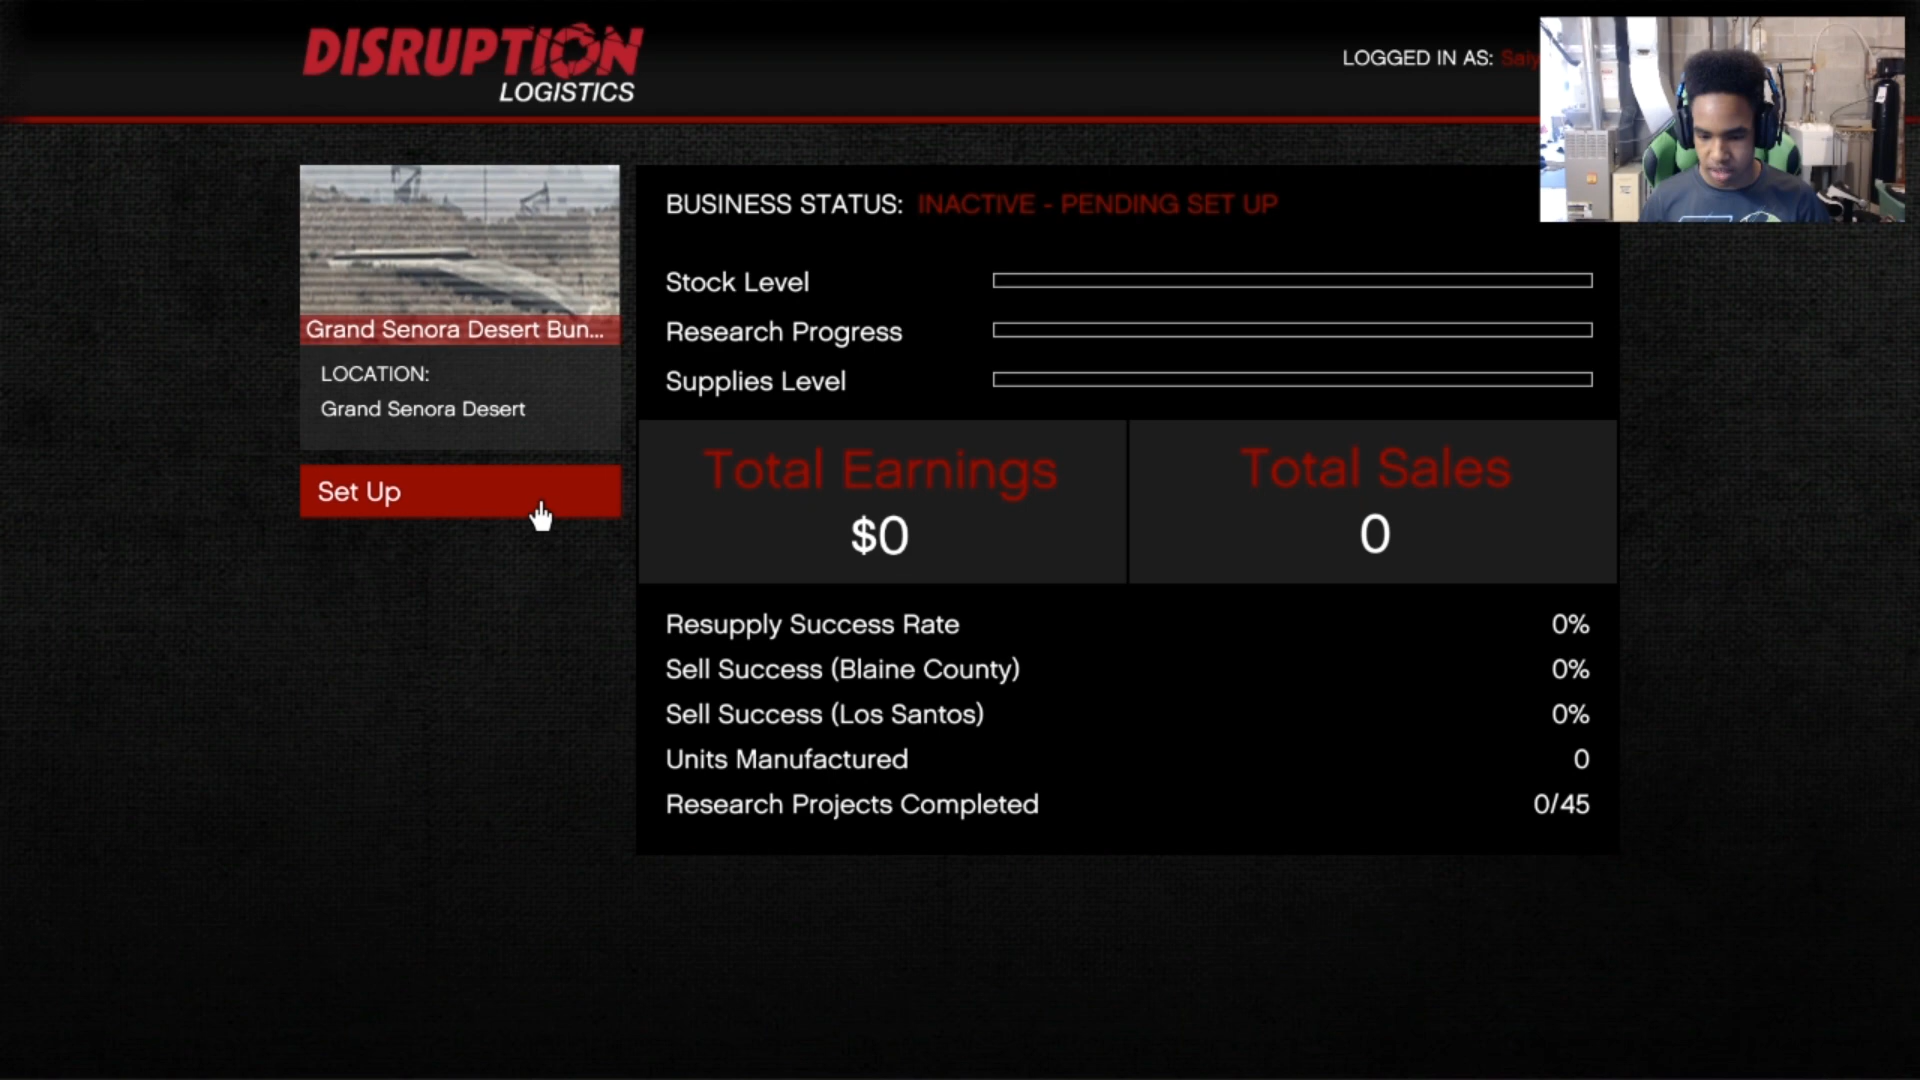 DISRUPTION
LOGISTICS
LOGGED IN AS:
Grand Senora Desert Bun...
LOCATION:
Grand Senora Desert
Set Up
BUSINESS STATUS: INACTIVE - PENDING SET UP
Stock Level
Research Progress
Supplies Level
Total Earnings
$0
Total Sales
0
Resupply Success Rate 0%
Sell Success (Blaine County) 0%
Sell Success (Los Santos) 0%
Units Manufactured 0
Research Projects Completed 0/45